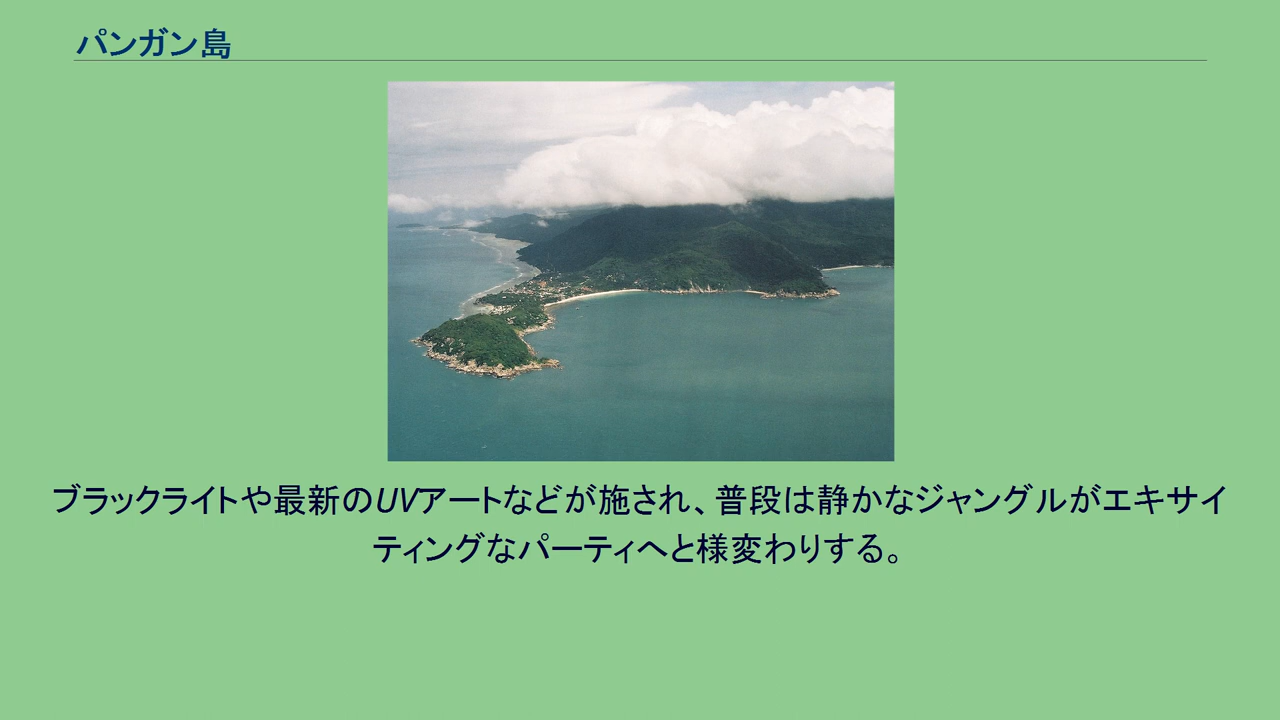 パンガン島
ブラックライトや最新のUVアートなどが施され、普段は静かなジャングルがエキサイ
ティングなパーティへと様変わりする。